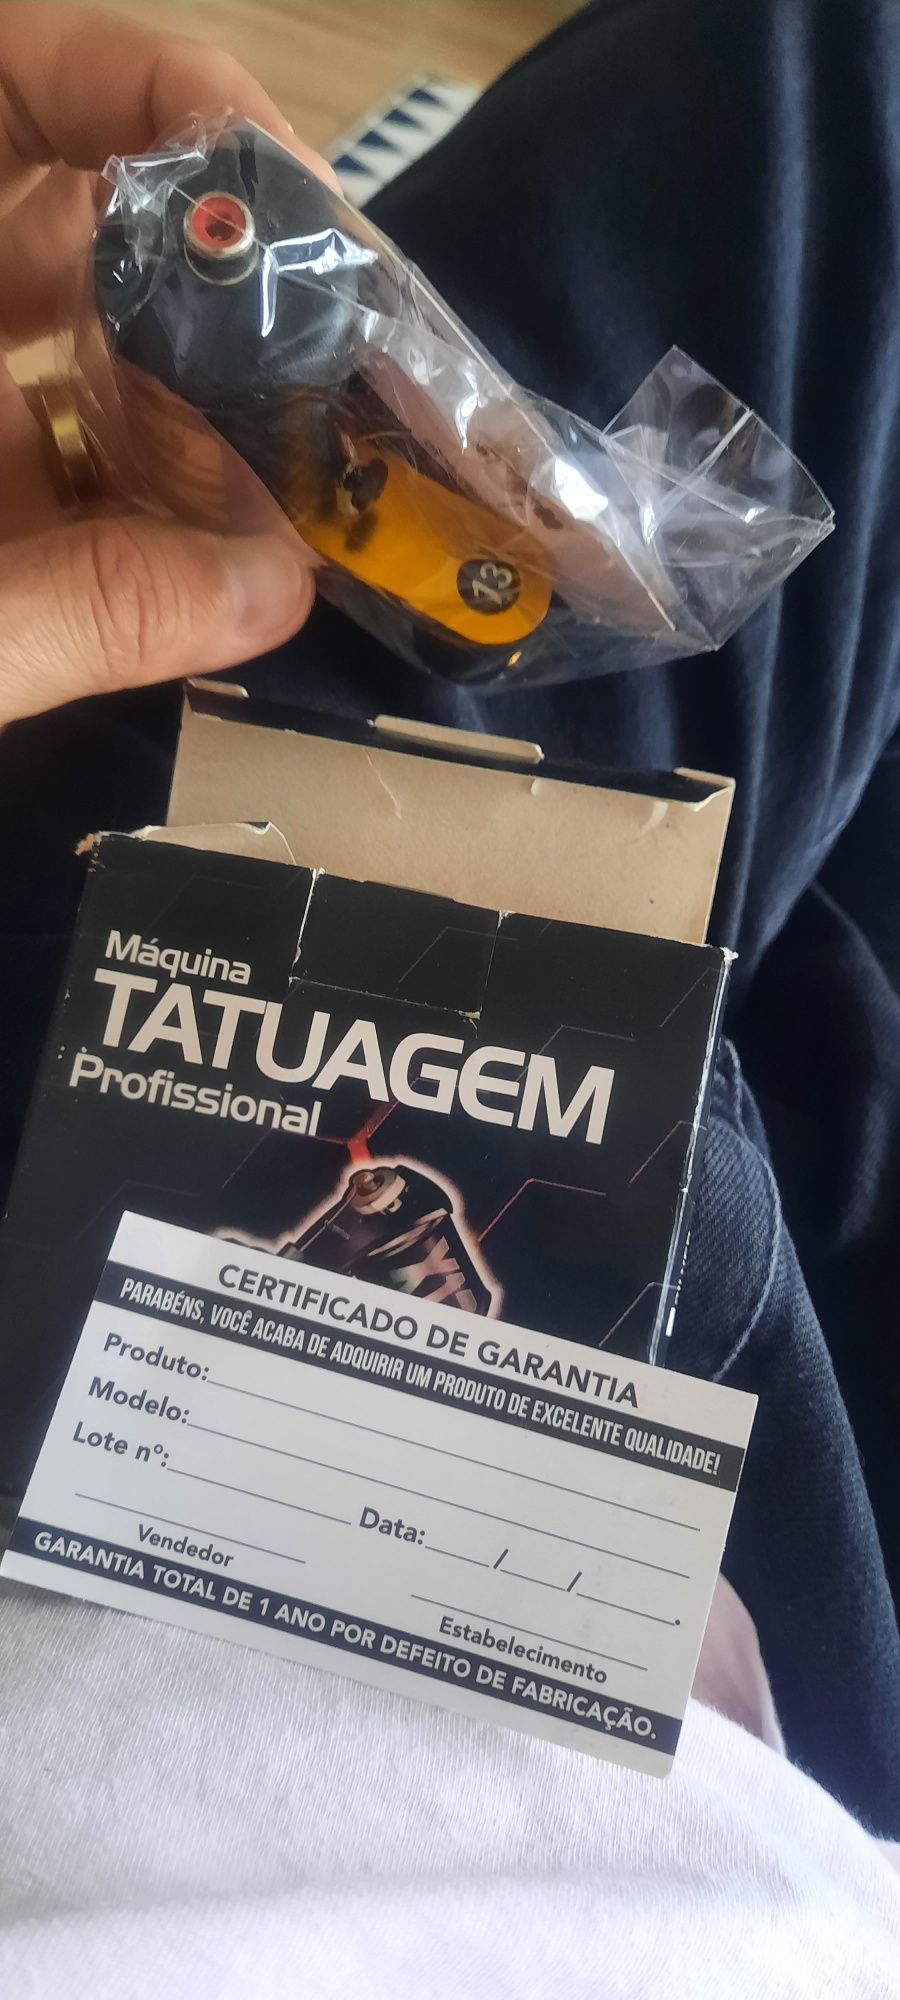 13
Máquina
TATUAGEM
Profissional
CERTIFICADO DE GARANTIA
PARABÉNS, VOCÊ ACABA DE ADQUIRIR UM PRODUTO DE EXCELENTE QUALIDADE!
Produto:
Modelo:
Lote nº:
Data: / / .
Vendedor
Estabelecimento
GARANTIA TOTAL DE 1 ANO POR DEFEITO DE FABRICAÇÃO.